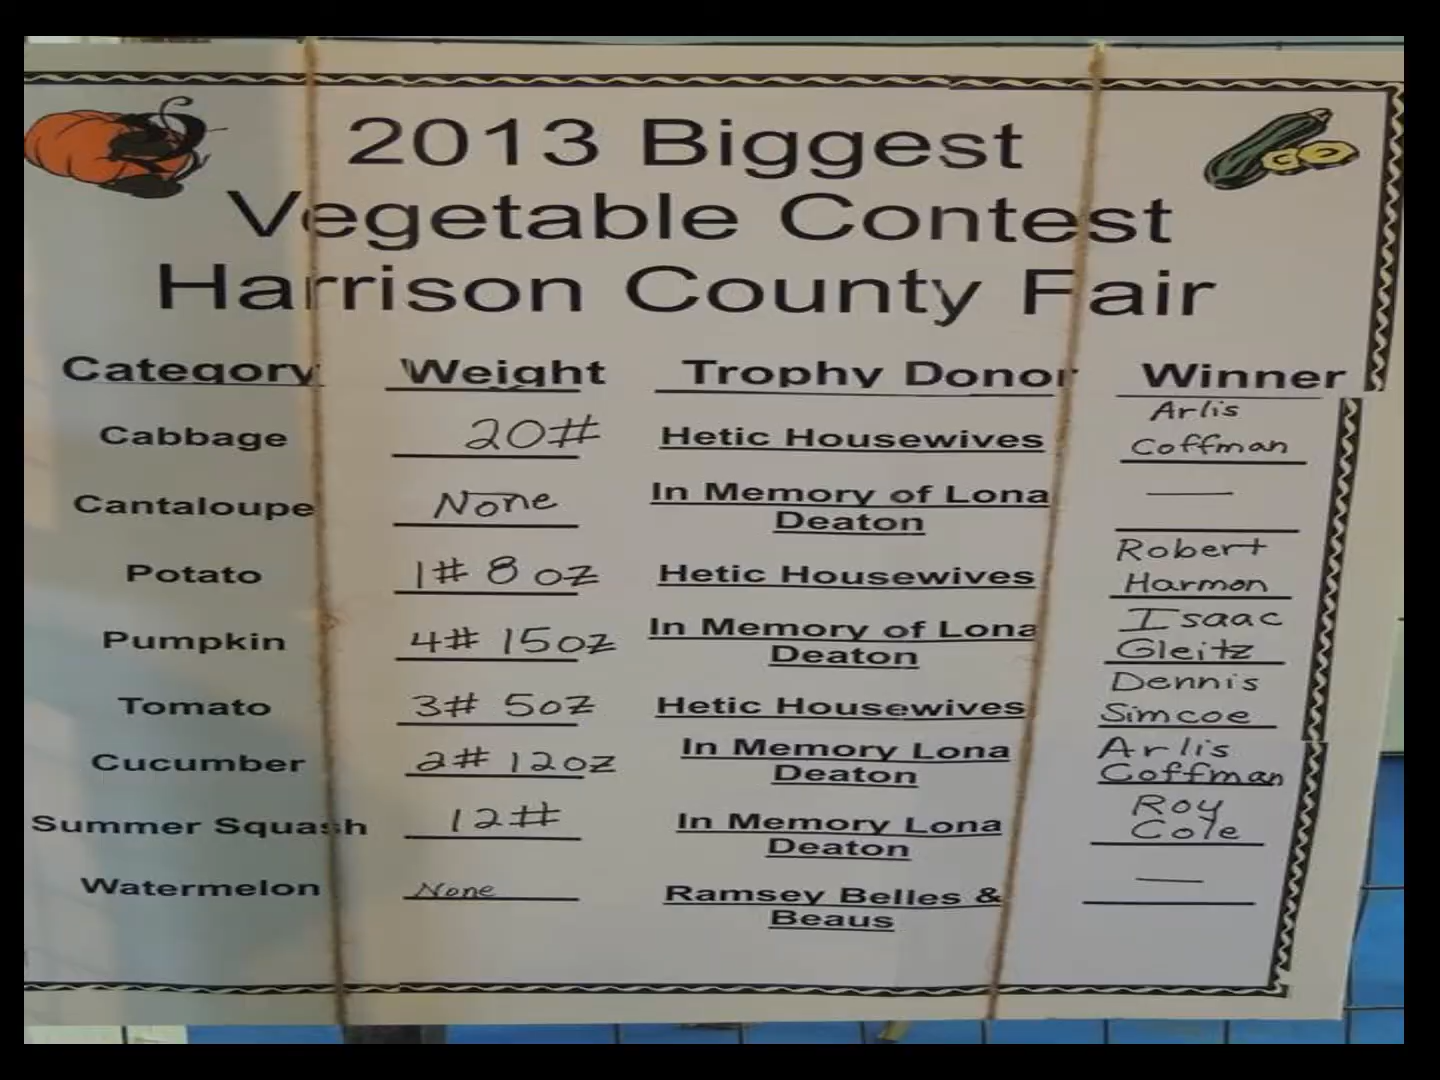 2013 Biggest
Vegetable Contest
Harrison County Fair
Category Weight Trophy Donor Winner
Cabbage 20# Hetic Housewives Arlis Coffman
Cantaloupe None In Memory of Lona Deaton —
Potato 1# 8 oz Hetic Housewives Robert Harmon
Pumpkin 4# 15oz In Memory of Lona Deaton Isaac Gleitz
Tomato 3# 5oz Hetic Housewives Dennis Simcoe
Cucumber 2# 12oz In Memory Lona Deaton Arlis Coffman
Summer Squash 12# In Memory Lona Deaton Roy Cole
Watermelon None Ramsey Belles & Beaus —